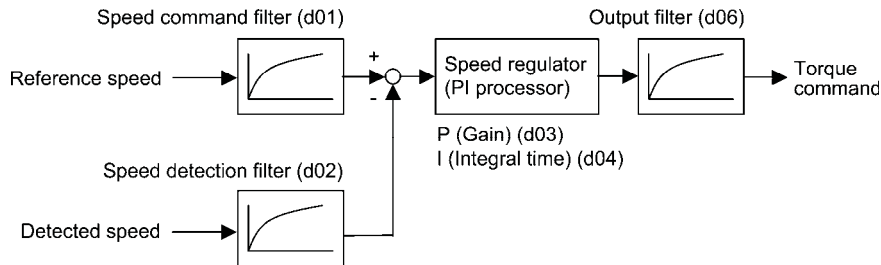 Speed command filter (d01)
Output filter (d06)
Reference speed
+
-
Speed regulator
(PI processor)
Torque
command
P (Gain) (d03)
I (Integral time) (d04)
Speed detection filter (d02)
Detected speed